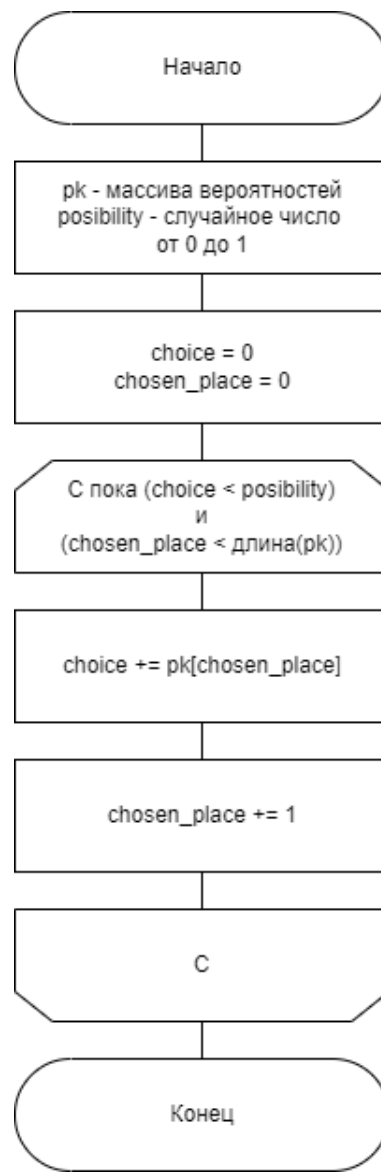 Начало
pk - массива вероятностей
posibility - случайное число
от 0 до 1
choice = 0
chosen_place = 0
С пока (choice < posibility)
и
(chosen_place < длина(pk))
choice += pk[chosen_place]
chosen_place += 1
С
Конец